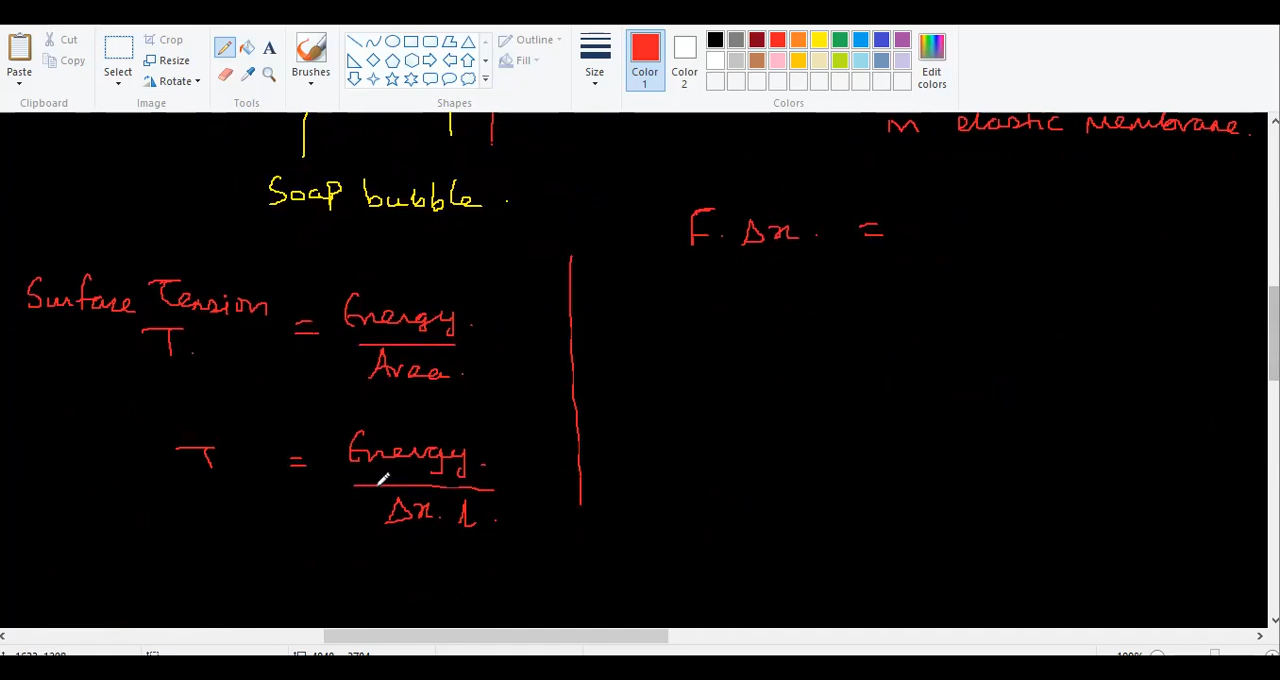 Cut
Copy
Paste
Clipboard
Crop
Resize
Rotate
Select
Image
Tools
Brushes
Outline
Fill
Shapes
Size
Color 1
Color 2
Edit colors
Colors
in elastic membrane.
Soap bubble.
F. Δx. =
Surface Tension
T. = Energy.
Area.
T = Energy.
Δx. l.